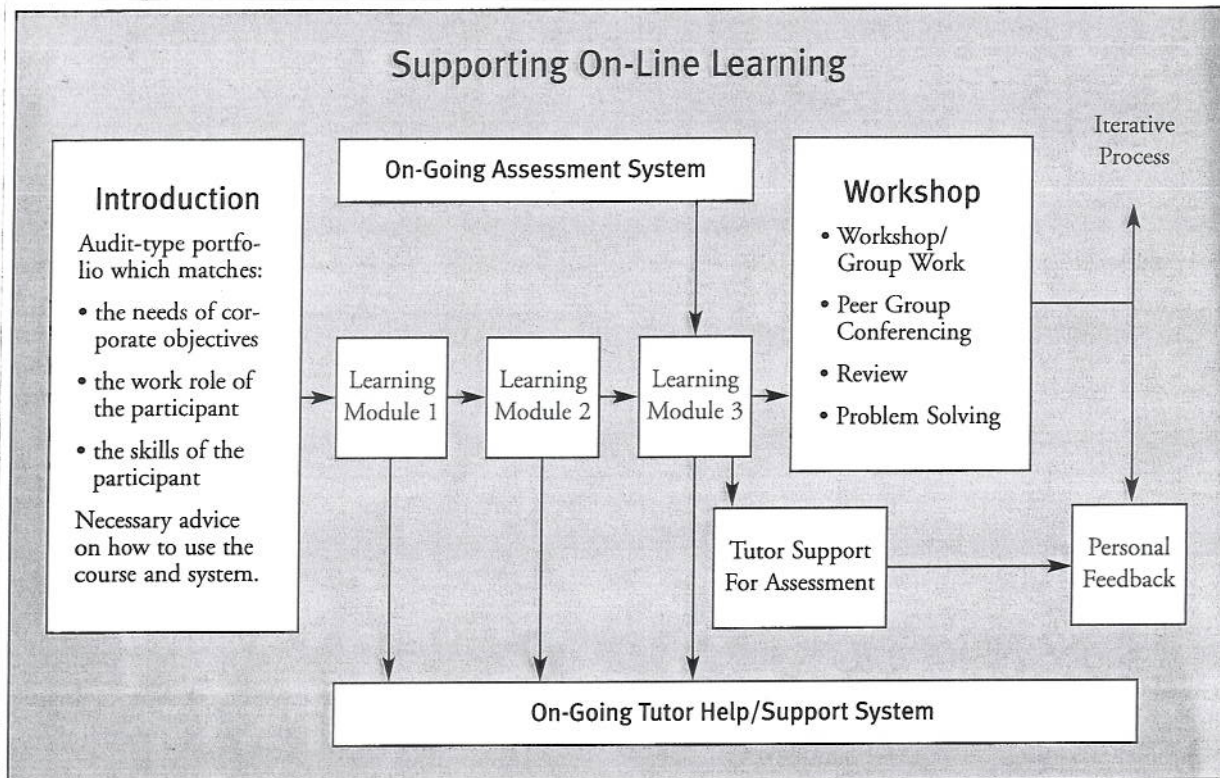 Supporting On-Line Learning
Introduction
Audit-type portfo-
lio which matches:
• the needs of cor-
porate objectives
• the work role of
the participant
• the skills of the
participant
Necessary advice
on how to use the
course and system.
On-Going Assessment System
Learning
Module 1
Learning
Module 2
Learning
Module 3
Workshop
• Workshop/
Group Work
• Peer Group
Conferencing
• Review
• Problem Solving
Iterative
Process
Tutor Support
For Assessment
Personal
Feedback
On-Going Tutor Help/Support System